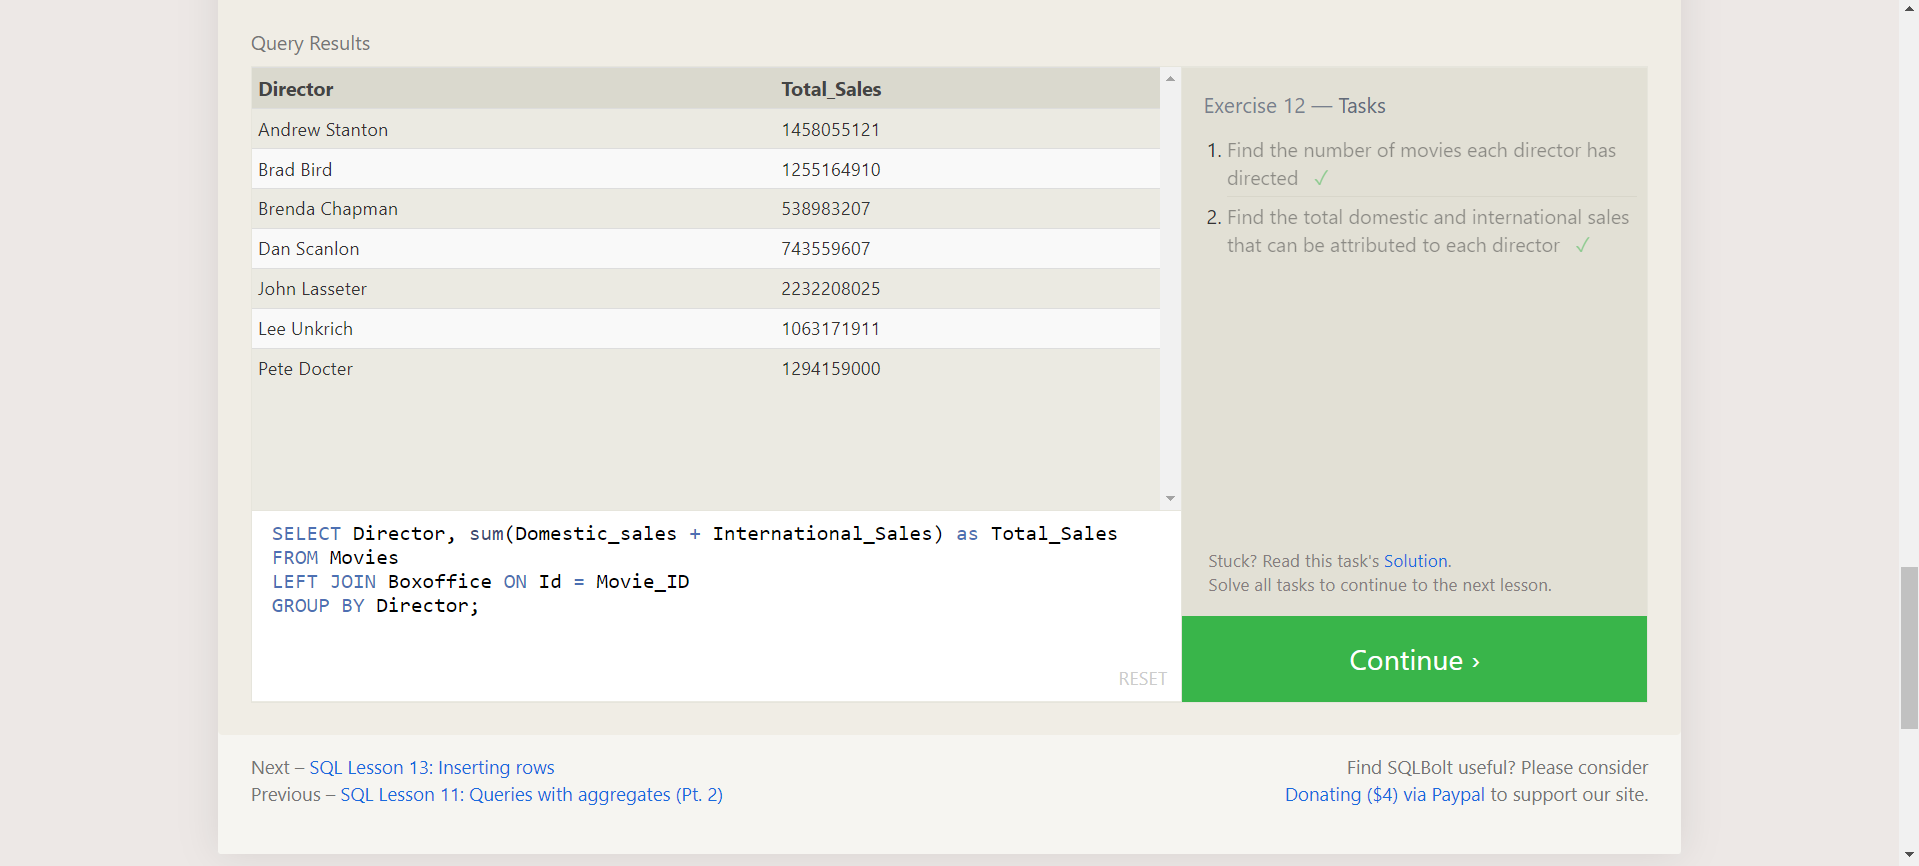 Query Results
Director Total_Sales
Andrew Stanton 1458055121
Brad Bird 1255164910
Brenda Chapman 538983207
Dan Scanlon 743559607
John Lasseter 2232208025
Lee Unkrich 1063171911
Pete Docter 1294159000
SELECT Director, sum(Domestic_sales + International_Sales) as Total_Sales
FROM Movies
LEFT JOIN Boxoffice ON Id = Movie_ID
GROUP BY Director;
RESET
Exercise 12 — Tasks
1. Find the number of movies each director has
directed ✓
2. Find the total domestic and international sales
that can be attributed to each director ✓
Stuck? Read this task's Solution.
Solve all tasks to continue to the next lesson.
Continue ›
Next – SQL Lesson 13: Inserting rows
Previous – SQL Lesson 11: Queries with aggregates (Pt. 2)
Find SQLBolt useful? Please consider
Donating ($4) via Paypal to support our site.